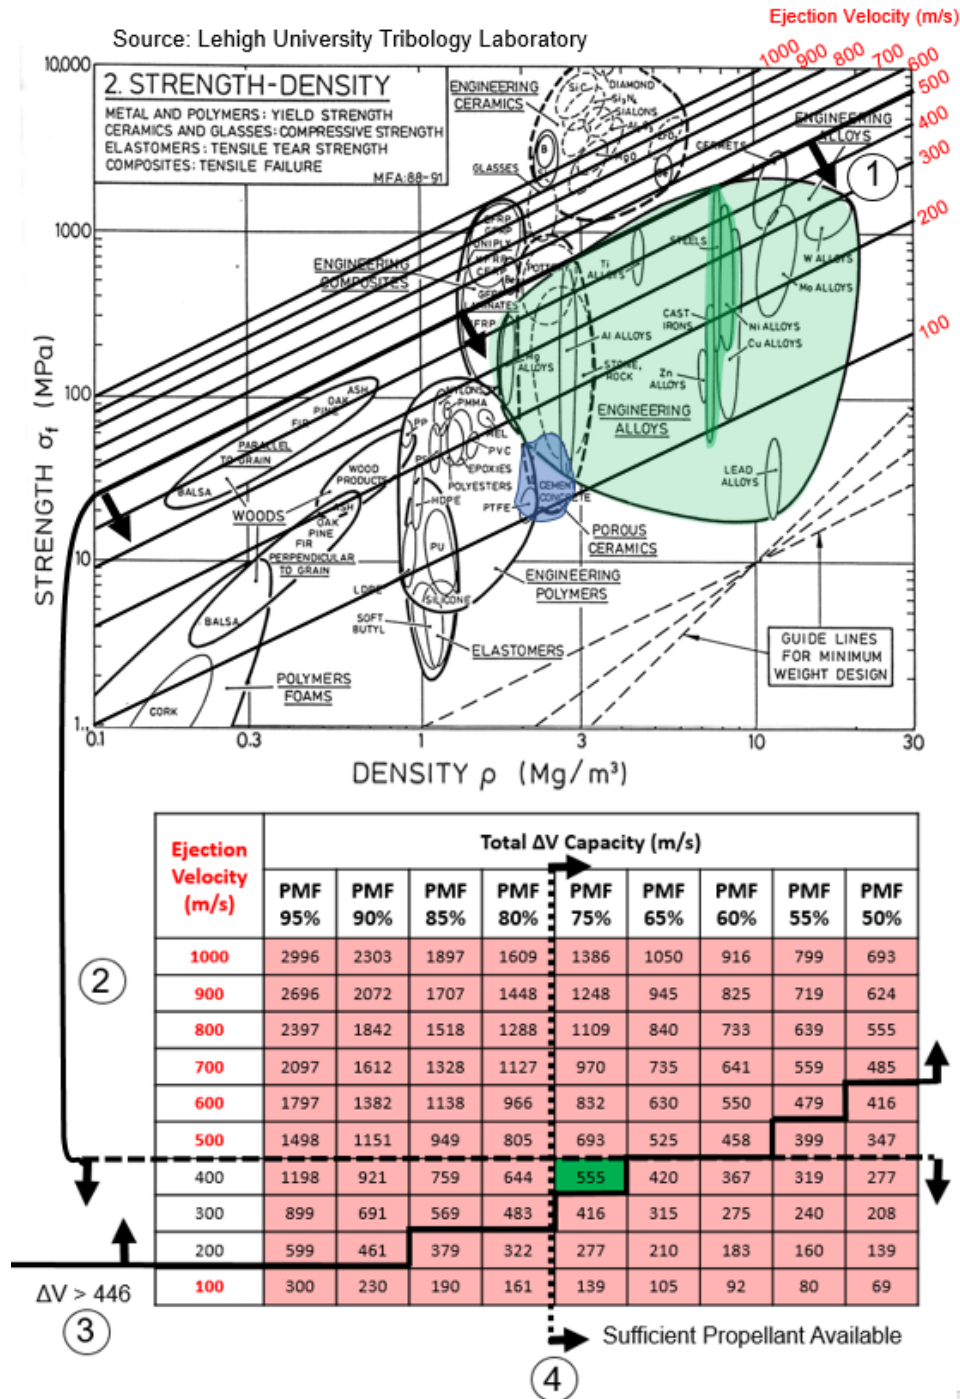 Ejection Velocity (m/s)
Source: Lehigh University Tribology Laboratory
1000 900 800 700 600
500
400
300
200
100
10,000
1000
100
10
1.
2. STRENGTH-DENSITY
METAL AND POLYMERS: YIELD STRENGTH
CERAMICS AND GLASSES: COMPRESSIVE STRENGTH
ELASTOMERS: TENSILE TEAR STRENGTH
COMPOSITES: TENSILE FAILURE
MFA:88-91
ENGINEERING
CERAMICS
DIAMOND
SiC
Si3N4
SIALONS
MgO
B
GLASSES
CERMETS
ENGINEERING
ALLOYS
1
UNIPLY
CFRP
LAMINATES
ENGINEERING
COMPOSITES
Be
Ti
ALLOYS
STEELS
W ALLOYS
Mo ALLOYS
CAST
IRONS
Ni ALLOYS
Cu ALLOYS
Al ALLOYS
Mg
ALLOYS
STONE,
ROCK
Zn
ALLOYS
ENGINEERING
ALLOYS
LEAD
ALLOYS
ASH
OAK
PINE
FIR
PARALLEL
TO GRAIN
BALSA
WOODS
WOOD
PRODUCTS
ASH
OAK
PINE
FIR
PERPENDICULAR
TO GRAIN
BALSA
CORK
NYLONS
PMMA
PP
MEL
PS
PVC
EPOXIES
POLYESTERS
HDPE
PU
LDPE
SILICONE
SOFT
BUTYL
PTFE
CEMENT
CONCRETE
POROUS
CERAMICS
ENGINEERING
POLYMERS
ELASTOMERS
POLYMERS
FOAMS
GUIDE LINES
FOR MINIMUM
WEIGHT DESIGN
STRENGTH σf (MPa)
0.1 0.3 1 3 10 30
DENSITY ρ (Mg/m³)
Ejection Velocity (m/s)
Total ΔV Capacity (m/s)
PMF 95% PMF 90% PMF 85% PMF 80% PMF 75% PMF 65% PMF 60% PMF 55% PMF 50%
1000 2996 2303 1897 1609 1386 1050 916 799 693
900 2696 2072 1707 1448 1248 945 825 719 624
800 2397 1842 1518 1288 1109 840 733 639 555
700 2097 1612 1328 1127 970 735 641 559 485
600 1797 1382 1138 966 832 630 550 479 416
500 1498 1151 949 805 693 525 458 399 347
400 1198 921 759 644 555 420 367 319 277
300 899 691 569 483 416 315 275 240 208
200 599 461 379 322 277 210 183 160 139
100 300 230 190 161 139 105 92 80 69
2
ΔV > 446
3
Sufficient Propellant Available
4